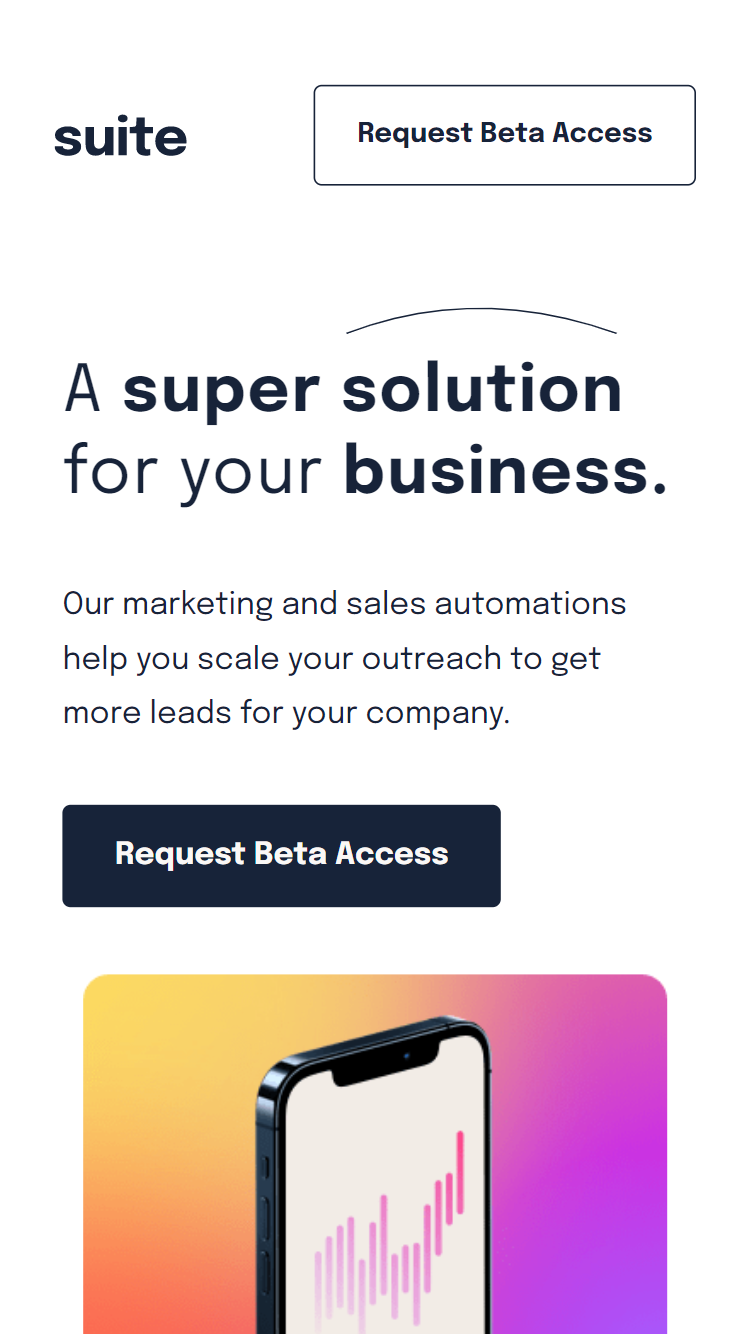 suite
Request Beta Access
A super solution
for your business.
Our marketing and sales automations
help you scale your outreach to get
more leads for your company.
Request Beta Access